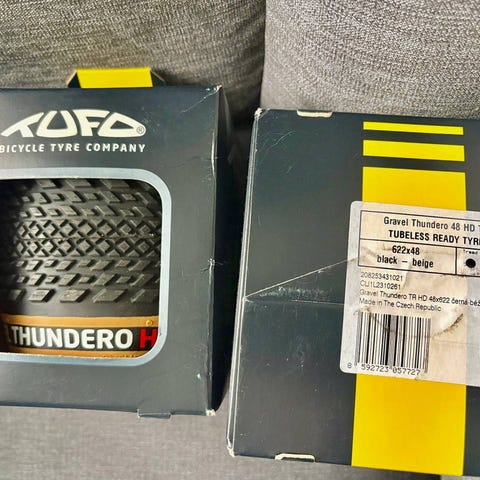 TUFO®
BICYCLE TYRE COMPANY
THUNDERO H
Gravel Thundero 48 HD T
TUBELESS READY TYRE
622x48
black – beige
208253431021
CLI1L2310261
Gravel Thundero TR HD 48x622 černá-béž
Made in The Czech Republic
8 592723 057727